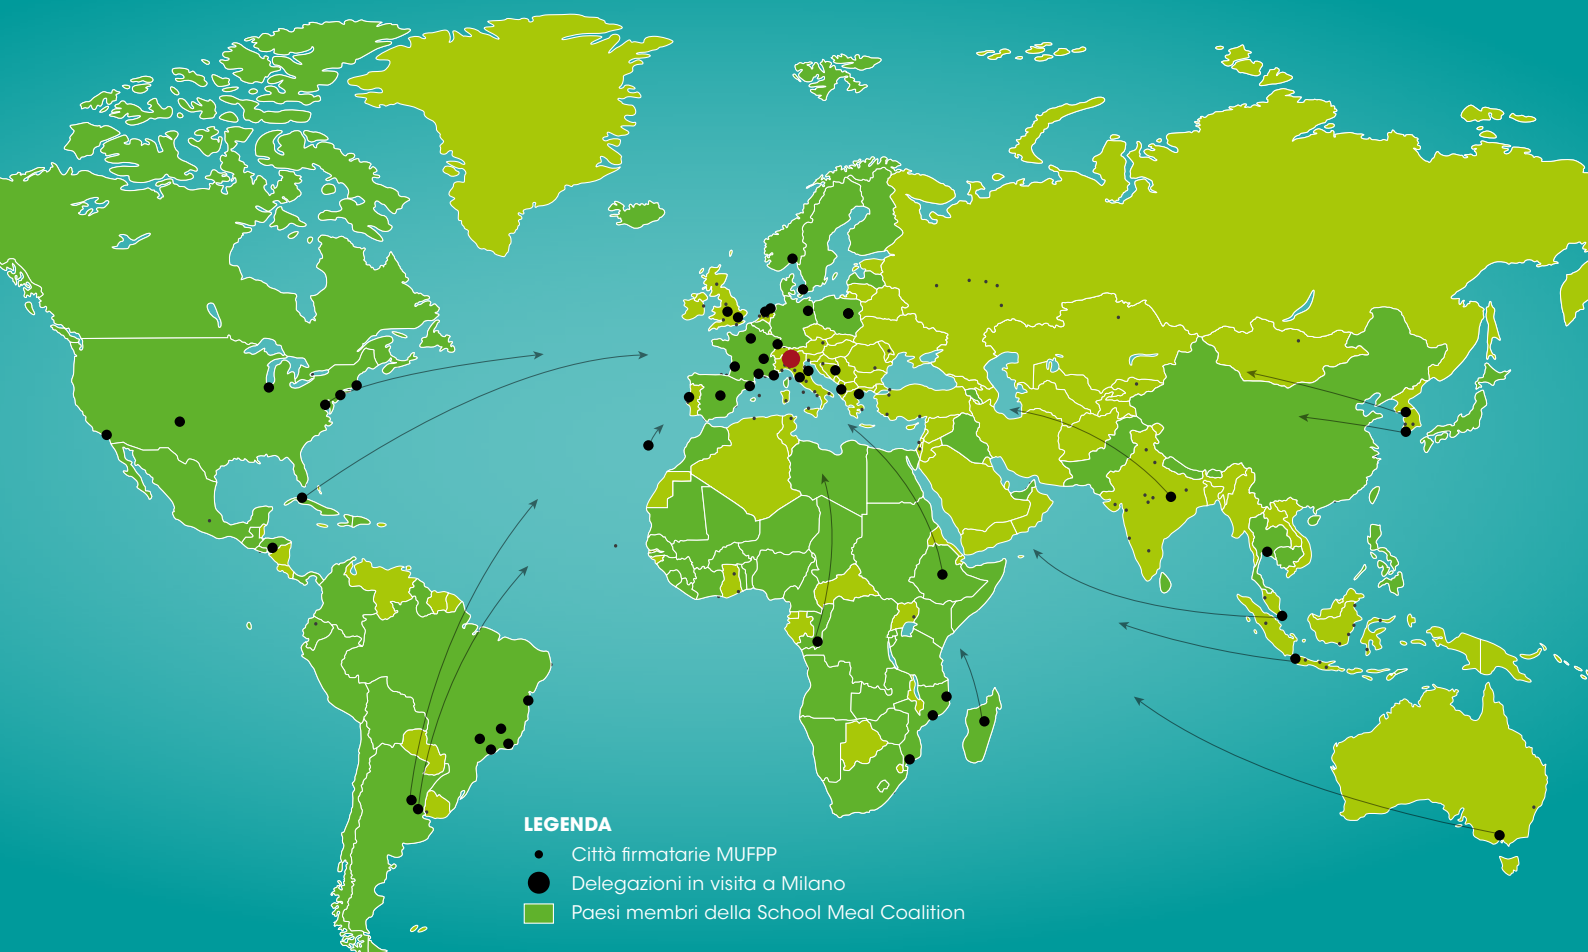 LEGENDA
Città firmatarie MUFPP
Delegazioni in visita a Milano
Paesi membri della School Meal Coalition